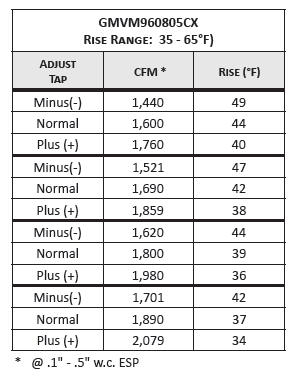 GMVM960805CX
RISE RANGE: 35 - 65°F)
ADJUST TAP CFM * RISE (°F)
Minus(-) 1,440 49
Normal 1,600 44
Plus (+) 1,760 40
Minus(-) 1,521 47
Normal 1,690 42
Plus (+) 1,859 38
Minus(-) 1,620 44
Normal 1,800 39
Plus (+) 1,980 36
Minus(-) 1,701 42
Normal 1,890 37
Plus (+) 2,079 34
* @ .1" - .5" w.c. ESP